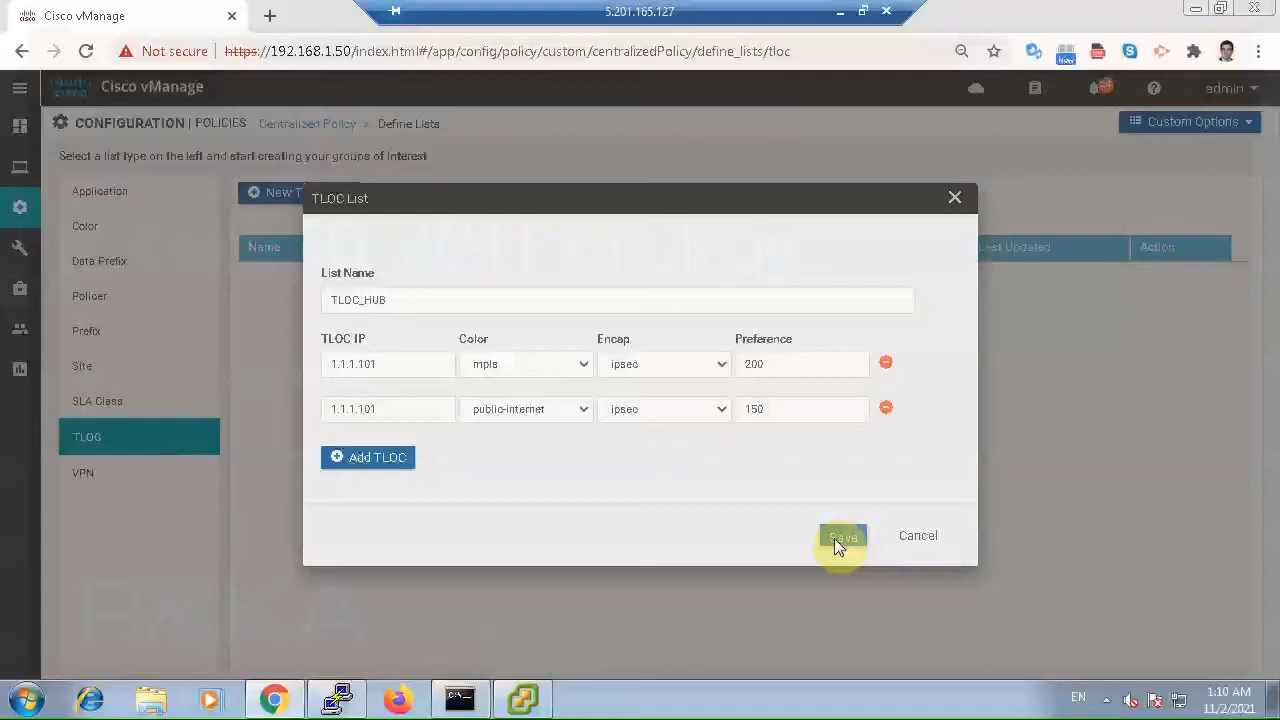 Cisco vManage
5.201.165.127
Not secure
https://192.168.1.50/index.html#/app/config/policy/custom/centralizedPolicy/define_lists/tloc
New
Cisco vManage
24
admin
CONFIGURATION | POLICIES Centralized Policy > Define Lists
Custom Options
Select a list type on the left and start creating your groups of interest
Application
Color
Data Prefix
Policer
Prefix
Site
SLA Class
TLOC
VPN
New T
Name
Last Updated
Action
TLOC List
List Name
TLOC_HUB
TLOC IP Color Encap Preference
1.1.1.101 mpls ipsec 200
1.1.1.101 public-internet ipsec 150
Add TLOC
Save
Cancel
EN
1:10 AM
11/2/2021